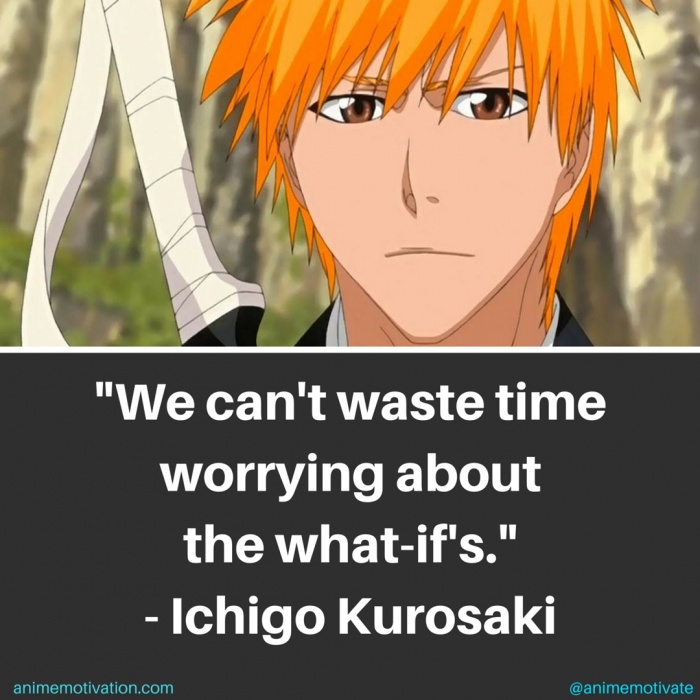 "We can't waste time
worrying about
the what-if's."
- Ichigo Kurosaki
animemotivation.com
@animemotivate